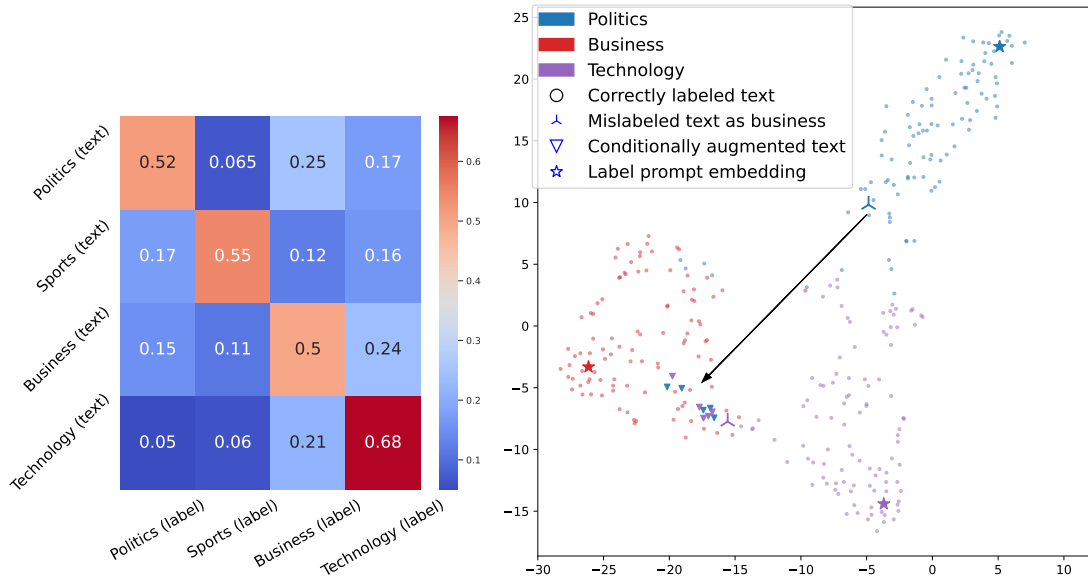 Politics (text)
0.52 0.065 0.25 0.17
Sports (text)
0.17 0.55 0.12 0.16
Business (text)
0.15 0.11 0.5 0.24
Technology (text)
0.05 0.06 0.21 0.68
Politics (label)
Sports (label)
Business (label)
Technology (label)
0.6
0.5
0.4
0.3
0.2
0.1
Politics
Business
Technology
Correctly labeled text
Mislabeled text as business
Conditionally augmented text
Label prompt embedding
25
20
15
10
5
0
−5
−10
−15
−30 −25 −20 −15 −10 −5 0 5 10